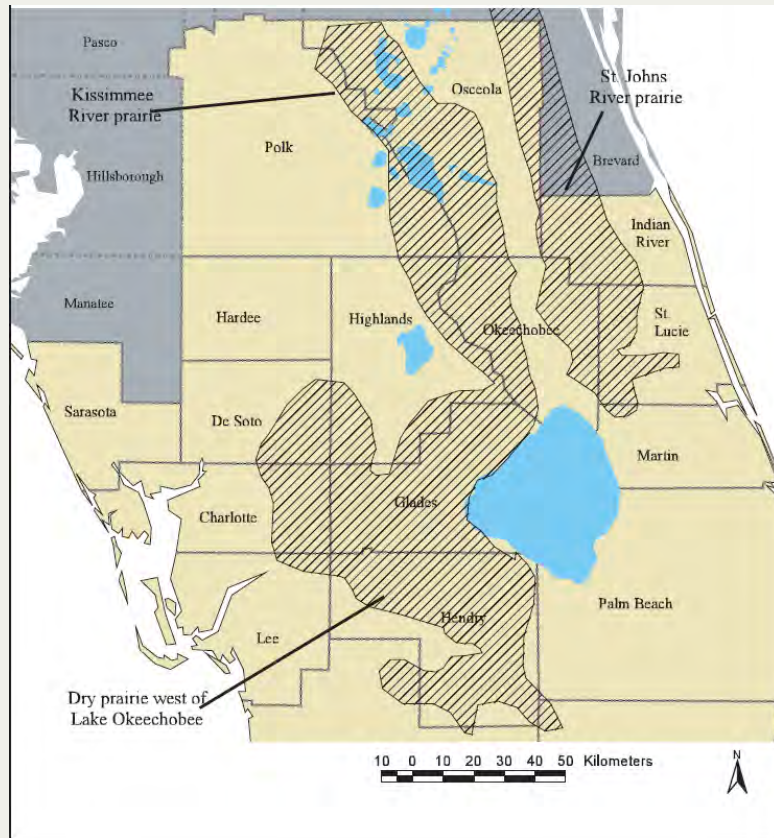 Pasco
Osceola
St. Johns
River prairie
Kissimmee
River prairie
Polk
Brevard
Hillsborough
Indian
River
Manatee
Hardee
Highlands
Okeechobee
St.
Lucie
Sarasota
De Soto
Martin
Charlotte
Glades
Palm Beach
Lee
Hendry
Dry prairie west of
Lake Okeechobee
10 0 10 20 30 40 50 Kilometers
N